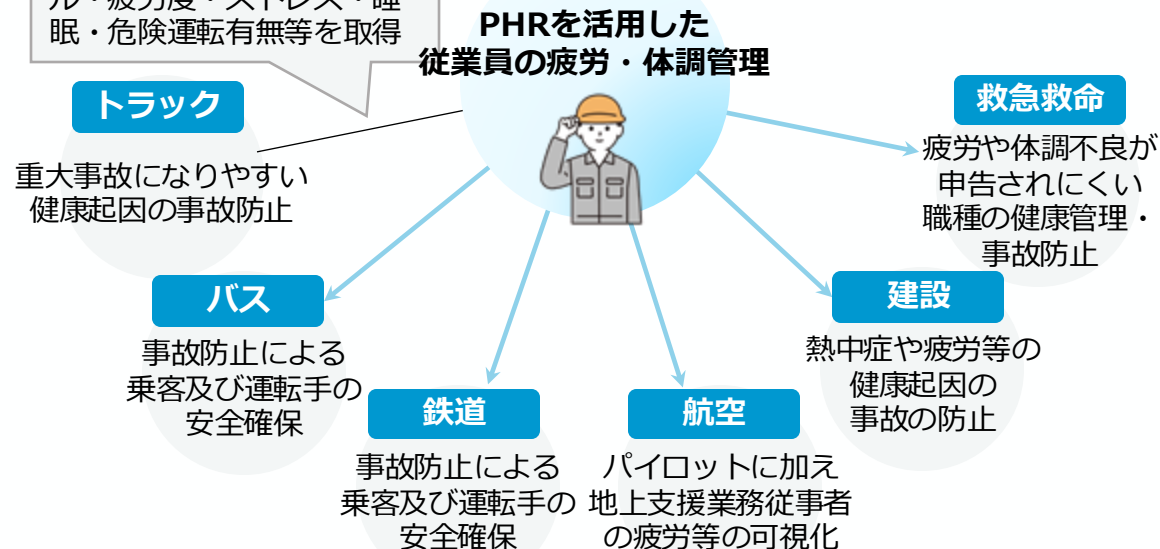 ル・疲労度・ストレス・睡
眠・危険運転有無等を取得
PHRを活用した
従業員の疲労・体調管理
トラック
重大事故になりやすい
健康起因の事故防止
救急救命
疲労や体調不良が
申告されにくい
職種の健康管理・
事故防止
バス
事故防止による
乗客及び運転手の
安全確保
建設
熱中症や疲労等の
健康起因の
事故の防止
鉄道
事故防止による
乗客及び運転手の
安全確保
航空
パイロットに加え
地上支援業務従事者
の疲労等の可視化